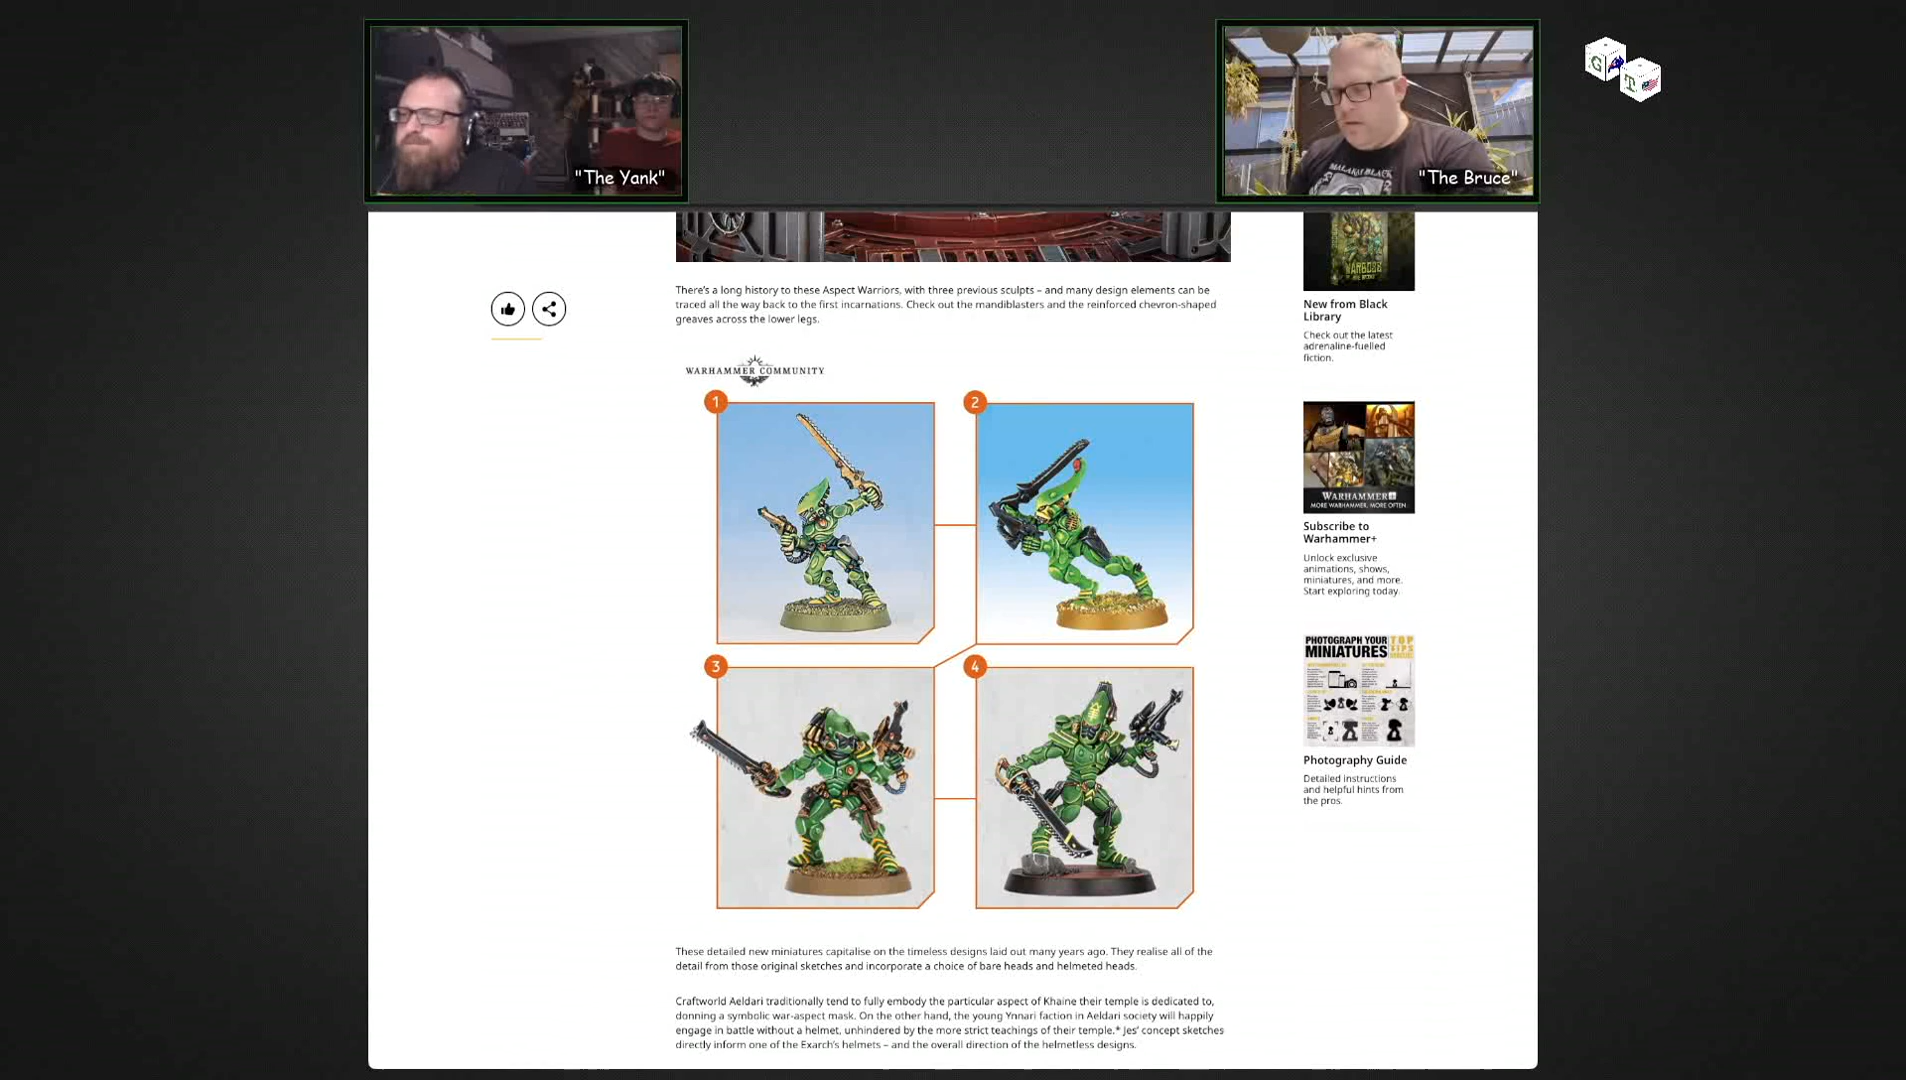 "The Yank"
MALAKAI BLACK
"The Bruce"
G
T
There's a long history to these Aspect Warriors, with three previous sculpts – and many design elements can be
traced all the way back to the first incarnations. Check out the mandiblasters and the reinforced chevron-shaped
greaves across the lower legs.
WARHAMMER COMMUNITY
1
2
3
4
These detailed new miniatures capitalise on the timeless designs laid out many years ago. They realise all of the
detail from those original sketches and incorporate a choice of bare heads and helmeted heads.
Craftworld Aeldari traditionally tend to fully embody the particular aspect of Khaine their temple is dedicated to,
donning a symbolic war-aspect mask. On the other hand, the young Ynnari faction in Aeldari society will happily
engage in battle without a helmet, unhindered by the more strict teachings of their temple.* Jes' concept sketches
directly inform one of the Exarch's helmets – and the overall direction of the helmetless designs.
WARBOSS
New from Black
Library
Check out the latest
adrenaline-fuelled
fiction.
WARHAMMER+
MORE WARHAMMER. MORE OFTEN.
Subscribe to
Warhammer+
Unlock exclusive
animations, shows,
miniatures, and more.
Start exploring today.
PHOTOGRAPH YOUR
MINIATURES
TOP
TIPS
Photography Guide
Detailed instructions
and helpful hints from
the pros.